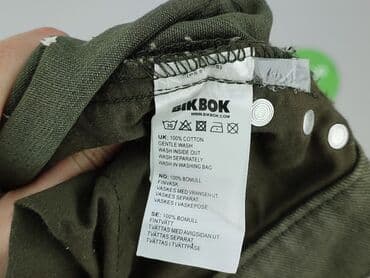 BIKBOK
WWW.BIKBOK.COM
30
UK: 100% COTTON
GENTLE WASH
WASH INSIDE OUT
WASH SEPARATELY
WASH IN WASHING BAG
NO: 100% BOMULL
FINVASK
VASKES MED VRANGEN UT
VASKES SEPARAT
VASKES I VASKEPOSE
SE: 100% BOMULL
FINTVÄTT
TVÄTTAS MED AVIGSIDAN UT
TVÄTTAS SEPARAT
TVÄTTAS I TVÄTTPÅSE